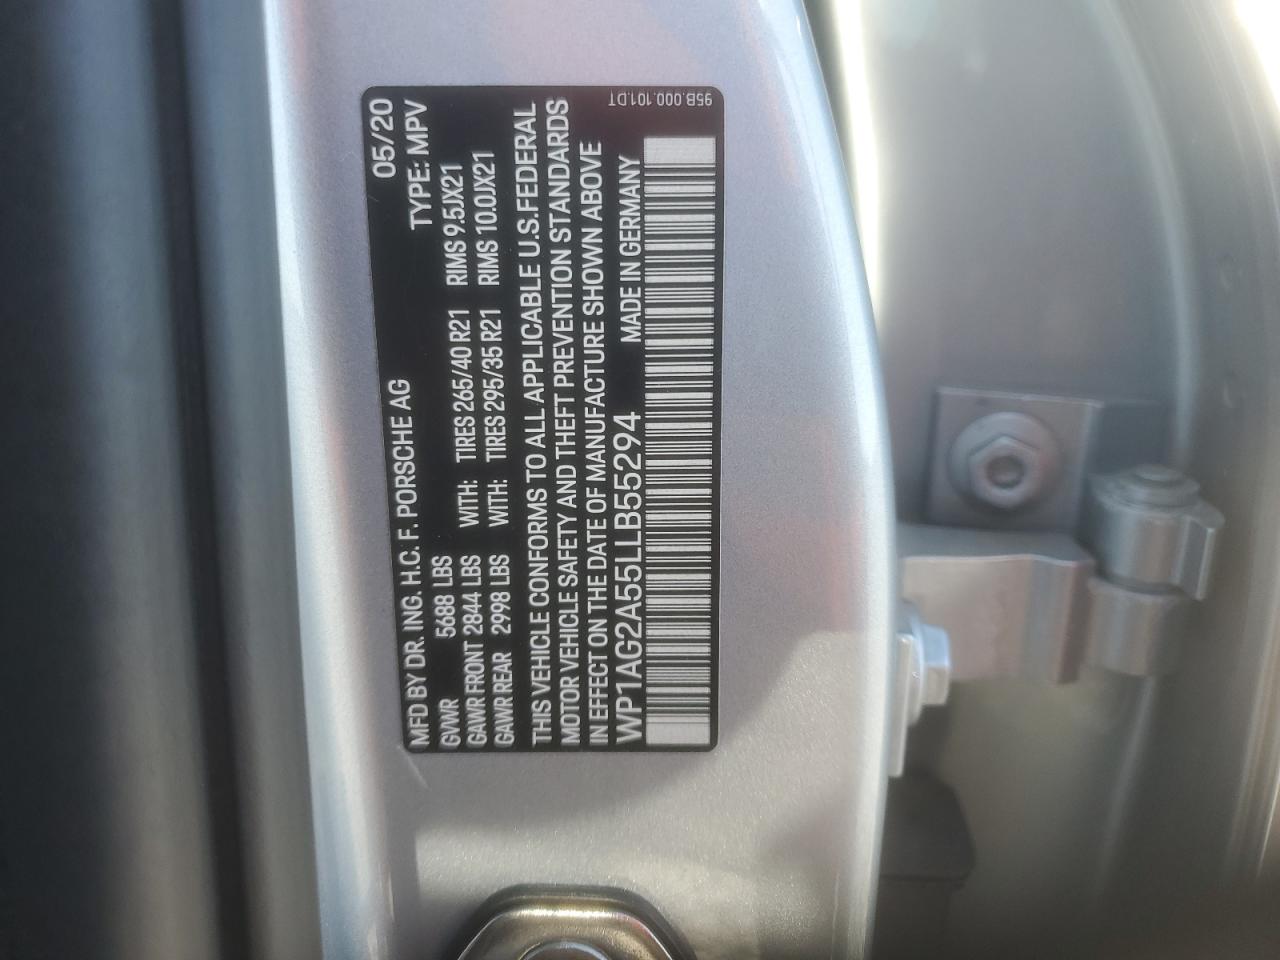 95B.000.101.DT
MFD BY DR. ING. H.C. F. PORSCHE AG 05/20
GVWR 5688 LBS TYPE: MPV
GAWR FRONT 2844 LBS WITH: TIRES 265/40 R21 RIMS 9.5JX21
GAWR REAR 2998 LBS WITH: TIRES 295/35 R21 RIMS 10.0JX21
THIS VEHICLE CONFORMS TO ALL APPLICABLE U.S.FEDERAL
MOTOR VEHICLE SAFETY AND THEFT PREVENTION STANDARDS
IN EFFECT ON THE DATE OF MANUFACTURE SHOWN ABOVE
WP1AG2A55LLB55294 MADE IN GERMANY